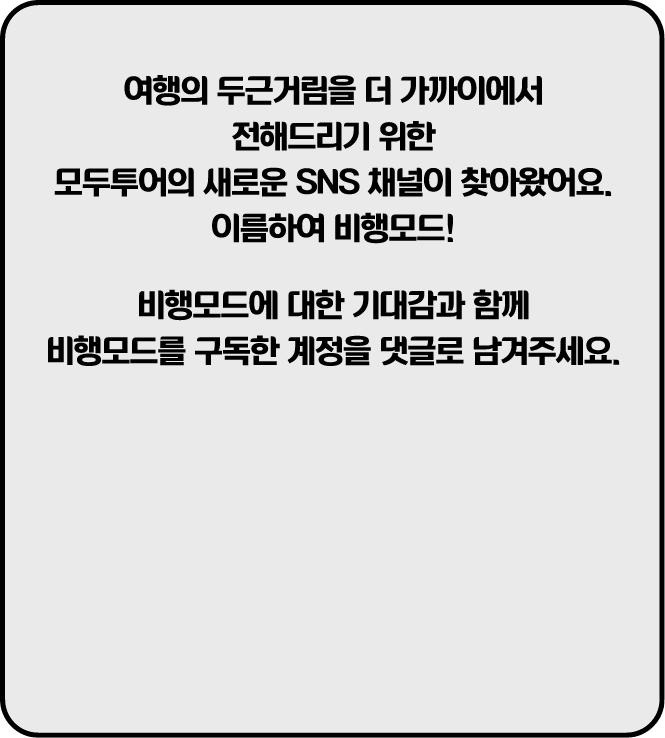 여행의 두근거림을 더 가까이에서
전해드리기 위한
모두투어의 새로운 SNS 채널이 찾아왔어요.
이름하여 비행모드!
비행모드에 대한 기대감과 함께
비행모드를 구독한 계정을 댓글로 남겨주세요.